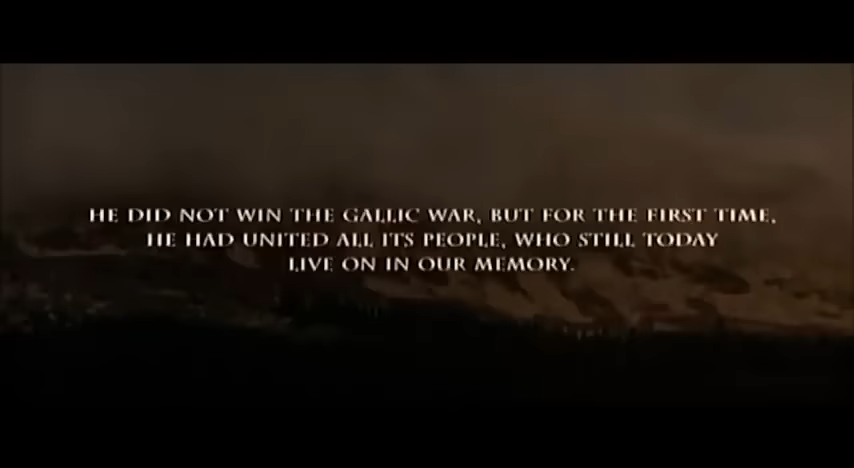 HE DID NOT WIN THE GALLIC WAR, BUT FOR THE FIRST TIME,
HE HAD UNITED ALL ITS PEOPLE, WHO STILL TODAY
LIVE ON IN OUR MEMORY.